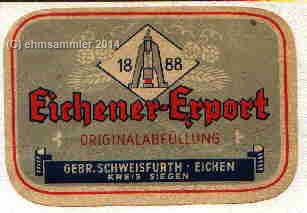 (C) ehmsammler 2014
18 88
Eichener-Export
ORIGINALABFÜLLUNG
GEBR. SCHWEISFURTH · EICHEN
KREIS SIEGEN